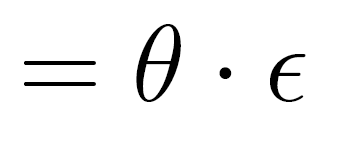 = θ · ϵ